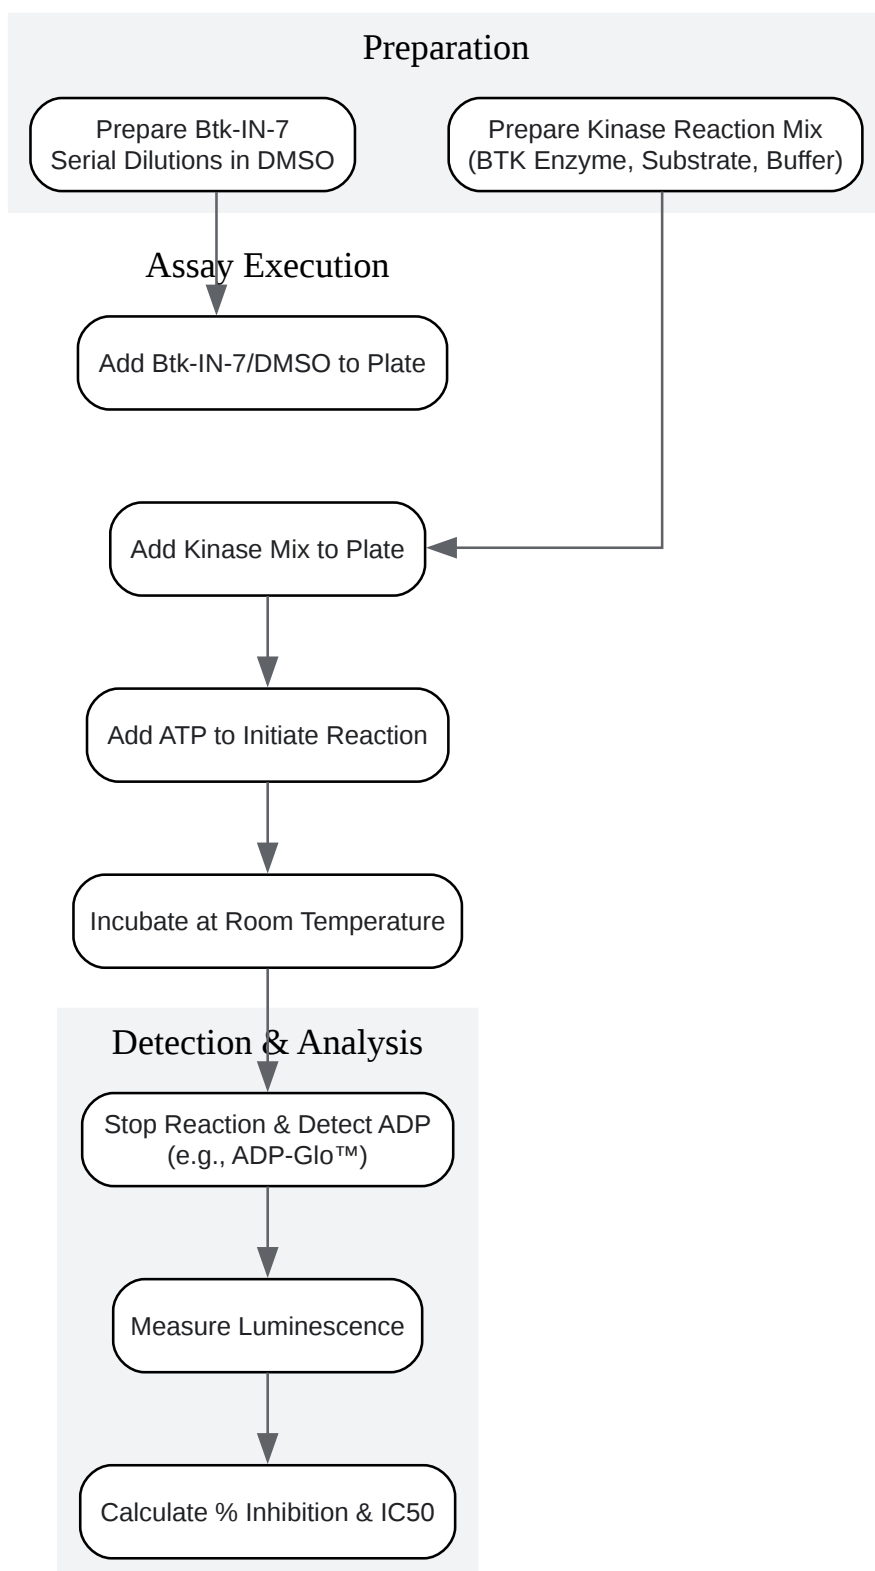 Preparation
Prepare Btk-IN-7
Serial Dilutions in DMSO
Prepare Kinase Reaction Mix
(BTK Enzyme, Substrate, Buffer)
Assay Execution
Add Btk-IN-7/DMSO to Plate
Add Kinase Mix to Plate
Add ATP to Initiate Reaction
Incubate at Room Temperature
Detection & Analysis
Stop Reaction & Detect ADP
(e.g., ADP-Glo™)
Measure Luminescence
Calculate % Inhibition & IC50